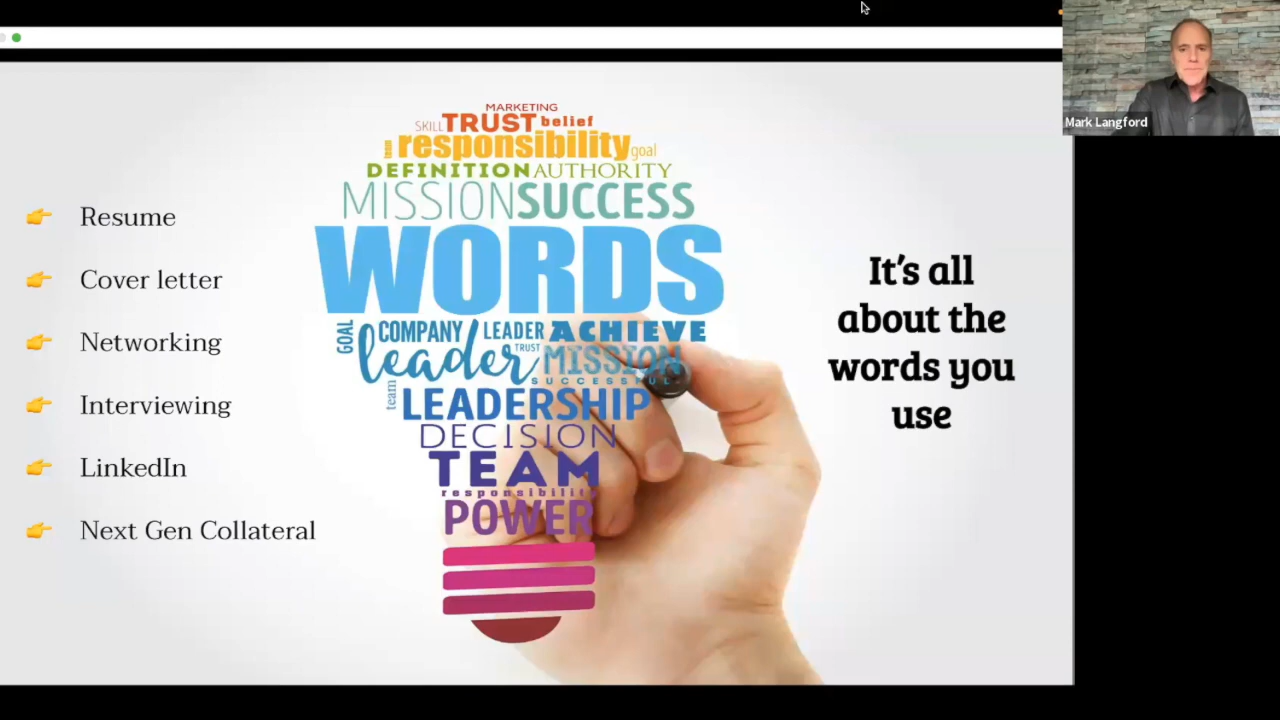 Mark Langford
Resume
Cover letter
Networking
Interviewing
LinkedIn
Next Gen Collateral
MARKETING
SKILL TRUST belief
team responsibility goal
DEFINITION AUTHORITY
MISSION SUCCESS
WORDS
GOAL COMPANY LEADER ACHIEVE
leader TRUST MISSION
SUCCESSFUL
team LEADERSHIP
DECISION
TEAM
responsibility
POWER
It's all
about the
words you
use